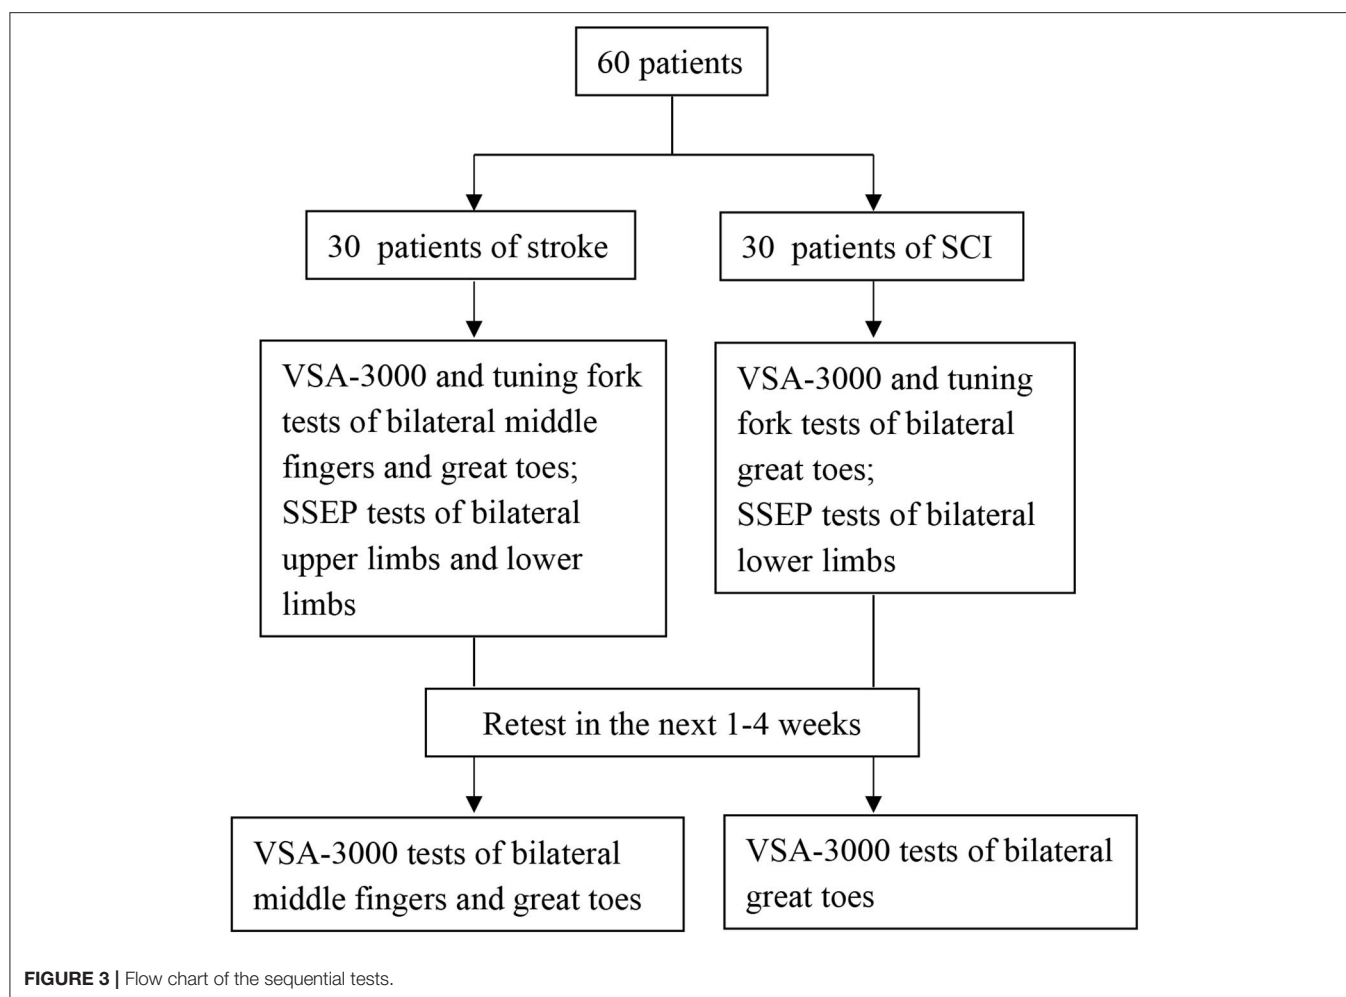 60 patients
30 patients of stroke
30 patients of SCI
VSA-3000 and tuning fork
tests of bilateral middle
fingers and great toes;
SSEP tests of bilateral
upper limbs and lower
limbs
VSA-3000 and tuning
fork tests of bilateral
great toes;
SSEP tests of bilateral
lower limbs
Retest in the next 1-4 weeks
VSA-3000 tests of bilateral
middle fingers and great toes
VSA-3000 tests of bilateral
great toes
FIGURE 3 | Flow chart of the sequential tests.